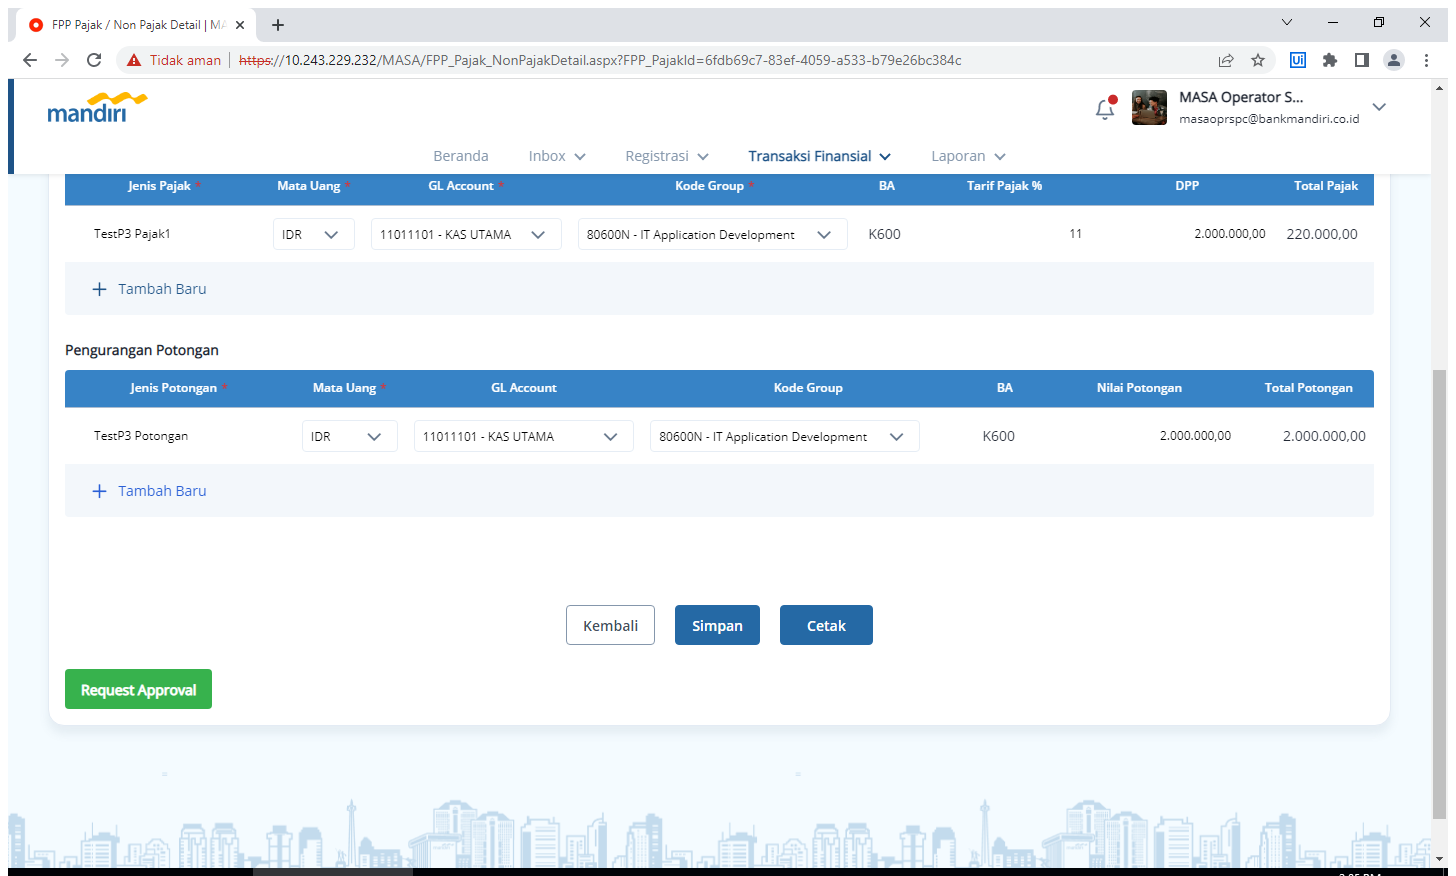 FPP Pajak / Non Pajak Detail | MA
Tidak aman
https://10.243.229.232/MASA/FPP_Pajak_NonPajakDetail.aspx?FPP_PajakId=6fdb69c7-83ef-4059-a533-b79e26bc384c
Ui
mandiri
MASA Operator S...
masaoprspc@bankmandiri.co.id
Beranda Inbox Registrasi Transaksi Finansial Laporan
Jenis Pajak * Mata Uang * GL Account * Kode Group * BA Tarif Pajak % DPP Total Pajak
TestP3 Pajak1 IDR 11011101 - KAS UTAMA 80600N - IT Application Development K600 11 2.000.000,00 220.000,00
+ Tambah Baru
Pengurangan Potongan
Jenis Potongan * Mata Uang * GL Account Kode Group BA Nilai Potongan Total Potongan
TestP3 Potongan IDR 11011101 - KAS UTAMA 80600N - IT Application Development K600 2.000.000,00 2.000.000,00
+ Tambah Baru
Kembali Simpan Cetak
Request Approval